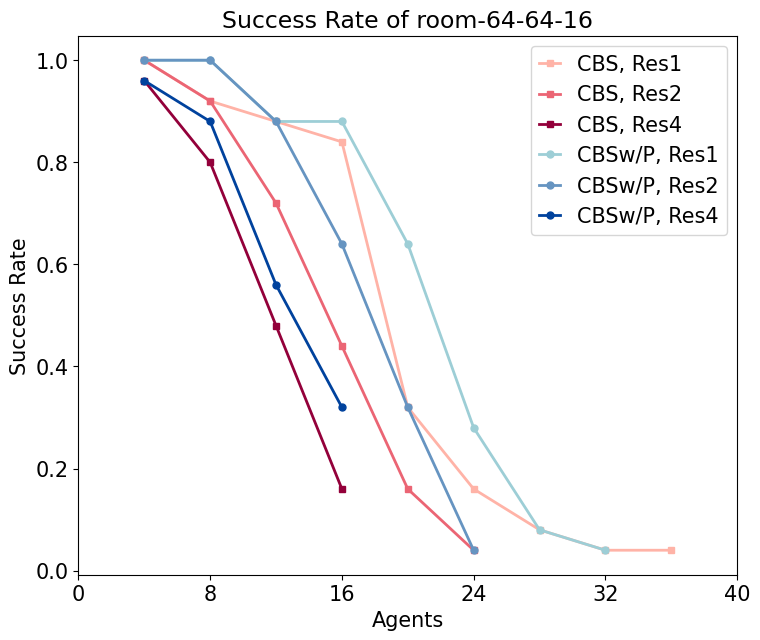 Success Rate of room-64-64-16
CBS, Res1
CBS, Res2
CBS, Res4
CBSw/P, Res1
CBSw/P, Res2
CBSw/P, Res4
Success Rate
1.0
0.8
0.6
0.4
0.2
0.0
0 8 16 24 32 40
Agents